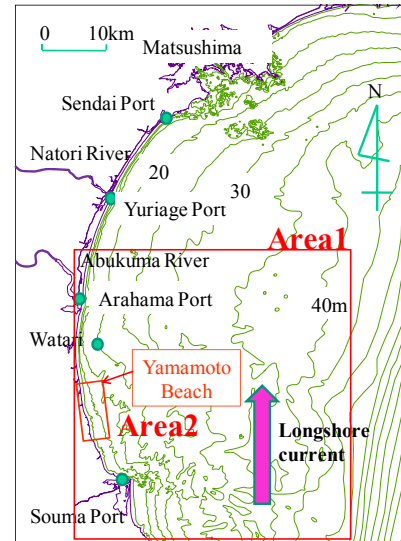 0 10km
Matsushima
Sendai Port
N
Natori River
20
30
Yuriage Port
Area1
Abukuma River
Arahama Port
40m
Watari
Yamamoto
Beach
Area2
Longshore
current
Souma Port